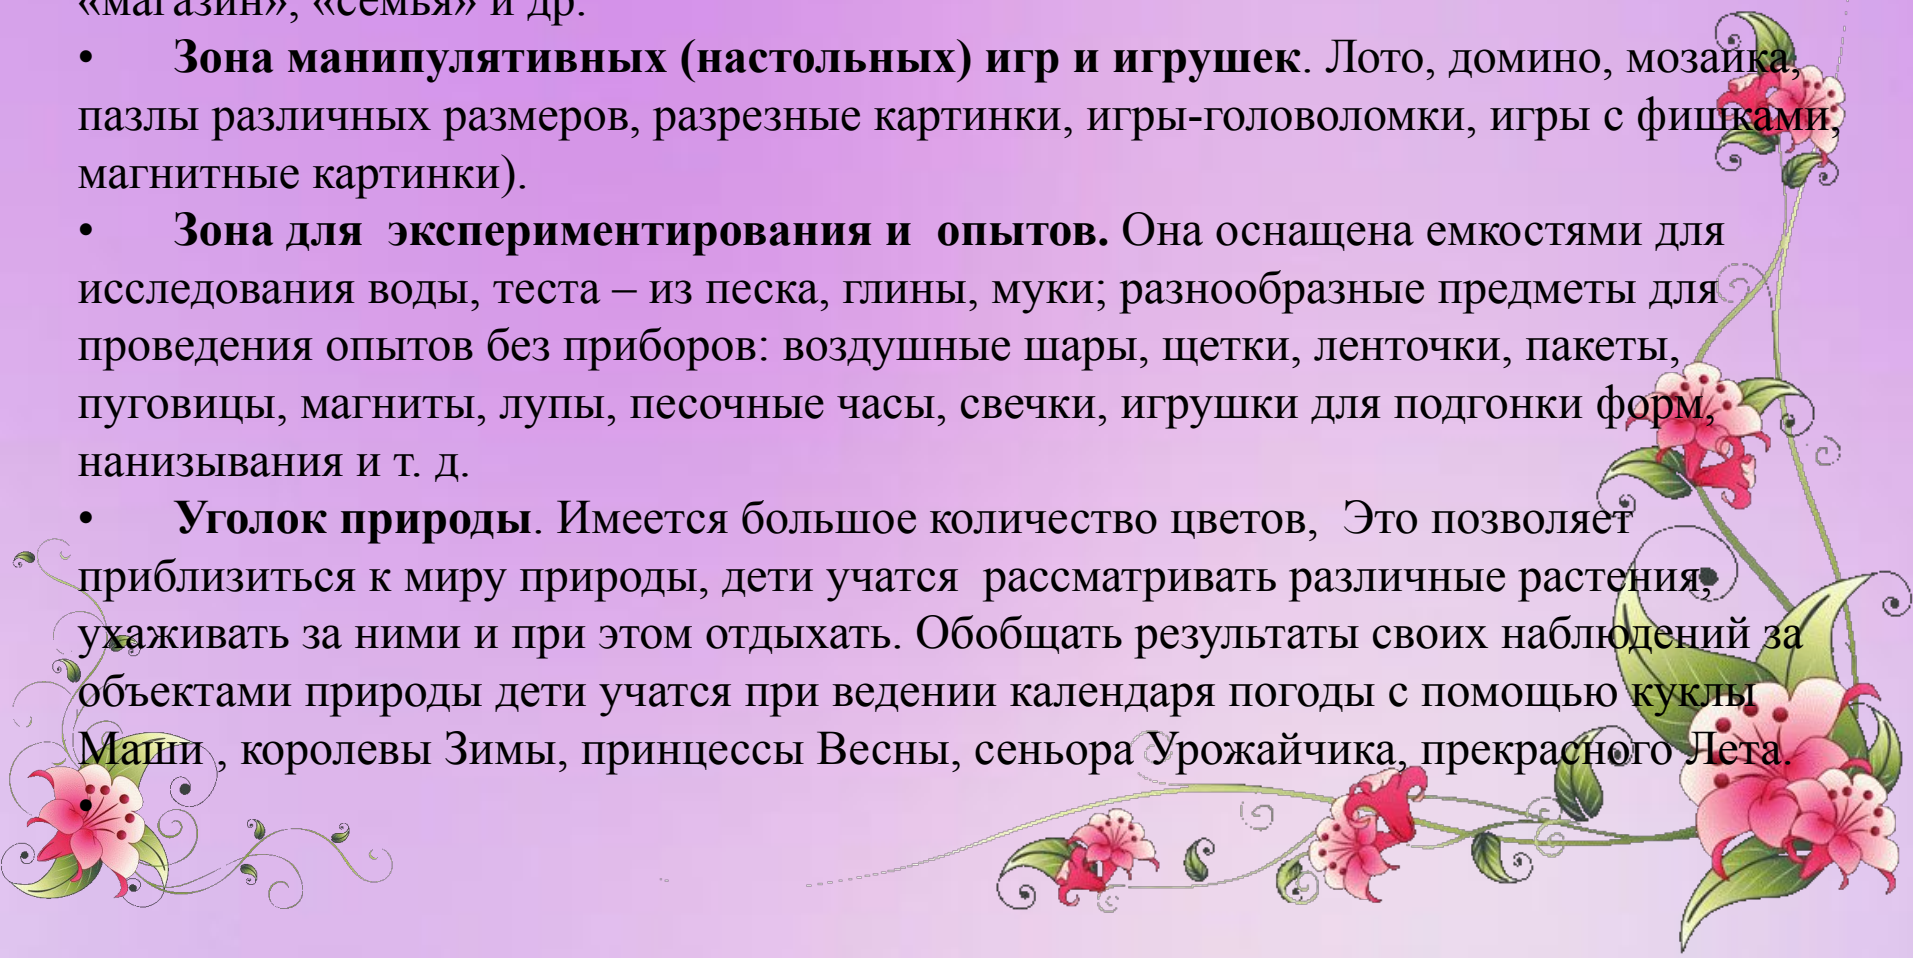 «магазин», «семья» и др.
• Зона манипулятивных (настольных) игр и игрушек. Лото, домино, мозаика,
пазлы различных размеров, разрезные картинки, игры-головоломки, игры с фишками,
магнитные картинки).
• Зона для экспериментирования и опытов. Она оснащена емкостями для
исследования воды, теста – из песка, глины, муки; разнообразные предметы для
проведения опытов без приборов: воздушные шары, щетки, ленточки, пакеты,
пуговицы, магниты, лупы, песочные часы, свечки, игрушки для подгонки форм,
нанизывания и т. д.
• Уголок природы. Имеется большое количество цветов, Это позволяет
приблизиться к миру природы, дети учатся рассматривать различные растения,
ухаживать за ними и при этом отдыхать. Обобщать результаты своих наблюдений за
объектами природы дети учатся при ведении календаря погоды с помощью куклы
Маши , королевы Зимы, принцессы Весны, сеньора Урожайчика, прекрасного Лета.
•